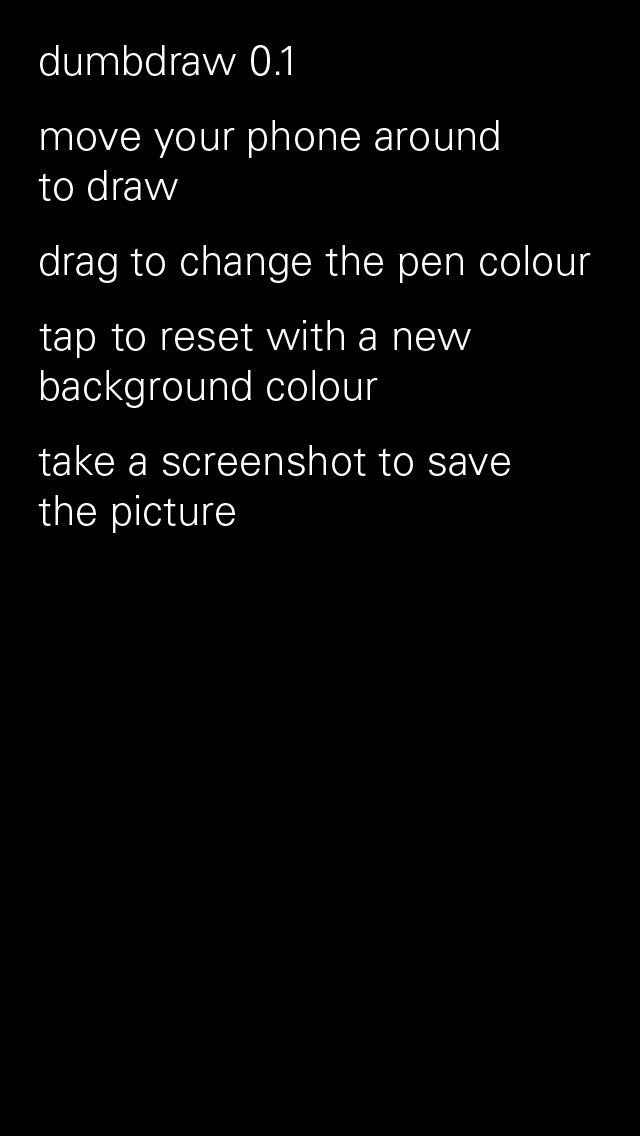 dumbdraw 0.1
move your phone around
to draw
drag to change the pen colour
tap to reset with a new
background colour
take a screenshot to save
the picture